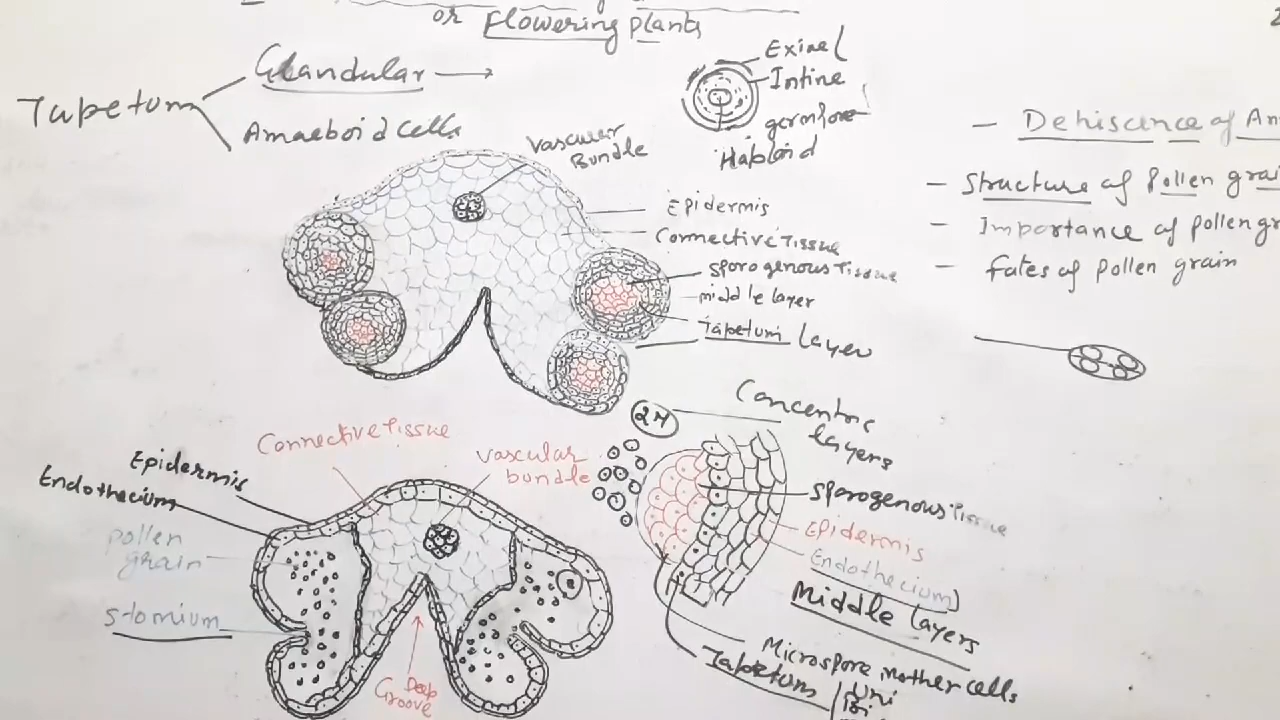 or Flowering plants
Tapetum
Glandular
Amaeboid cells
Exine
Intine
germpore
Haploid
Vascular
Bundle
Epidermis
Connective Tissue
Sporogenous Tissue
middle layer
Tapetum layer
- Dehiscence of An
- Structure of Pollen grai
- Importance of pollen gr
- Fates of pollen grain
2M
Concentric
layers
Sporogenous Tissue
Epidermis
Endothecium
Middle layers
Microspore mother cells
Tapetum
Uni
Bi
Connective Tissue
Vascular
bundle
Epidermis
Endothecium
pollen
grain
Stomium
Deep
Groove